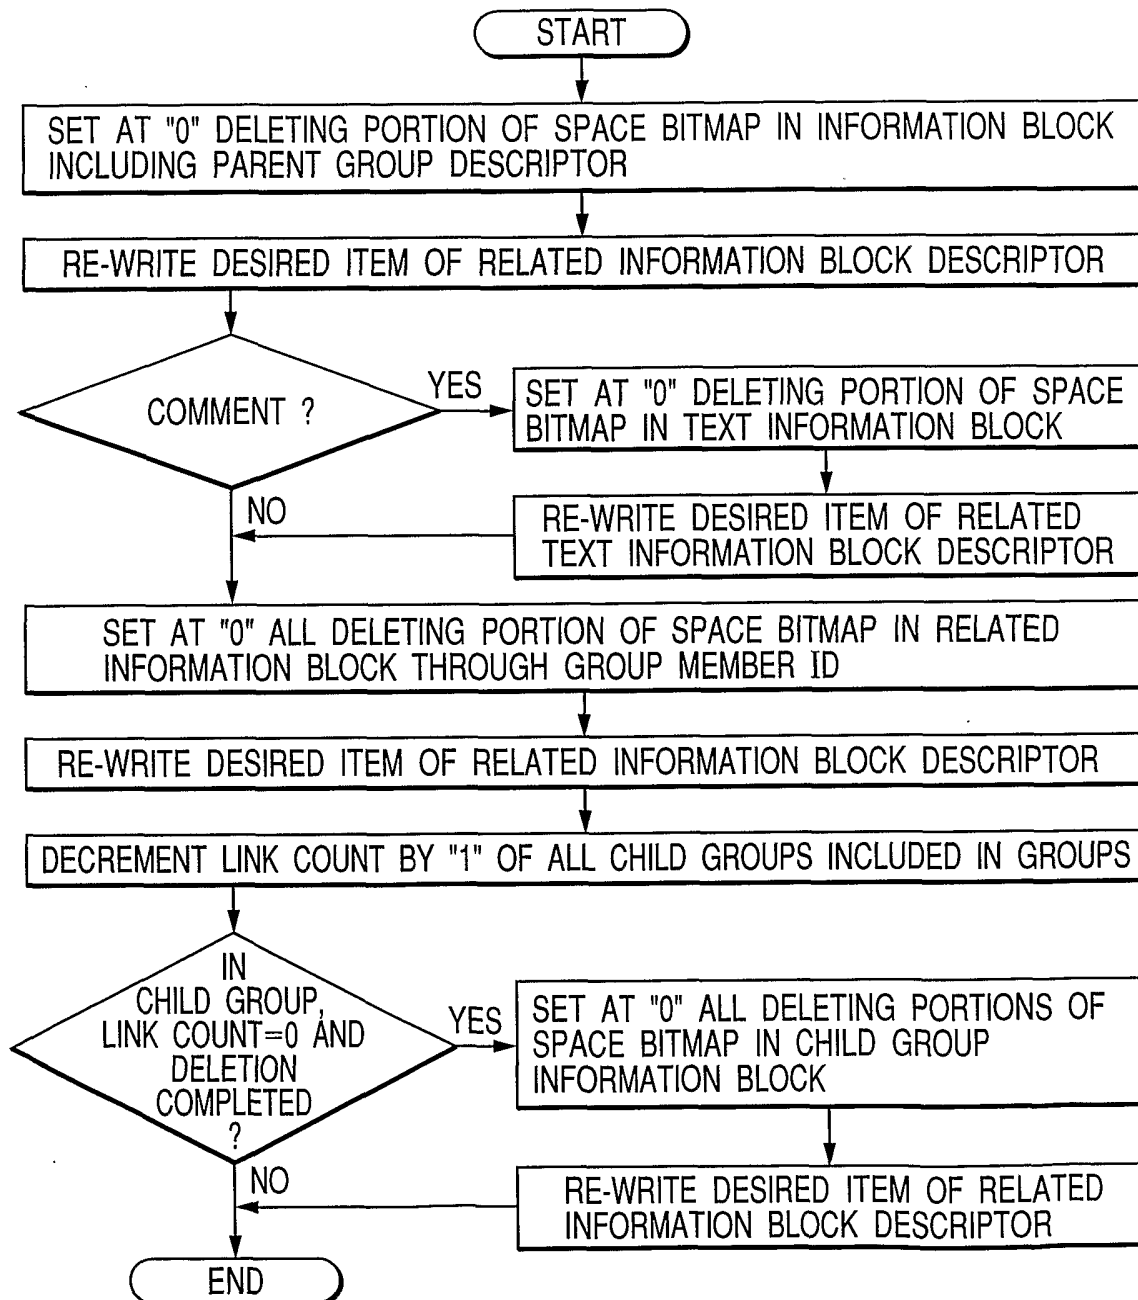 START
SET AT "0" DELETING PORTION OF SPACE BITMAP IN INFORMATION BLOCK
INCLUDING PARENT GROUP DESCRIPTOR
RE-WRITE DESIRED ITEM OF RELATED INFORMATION BLOCK DESCRIPTOR
COMMENT ?
YES
SET AT "0" DELETING PORTION OF SPACE
BITMAP IN TEXT INFORMATION BLOCK
NO
RE-WRITE DESIRED ITEM OF RELATED
TEXT INFORMATION BLOCK DESCRIPTOR
SET AT "0" ALL DELETING PORTION OF SPACE BITMAP IN RELATED
INFORMATION BLOCK THROUGH GROUP MEMBER ID
RE-WRITE DESIRED ITEM OF RELATED INFORMATION BLOCK DESCRIPTOR
DECREMENT LINK COUNT BY "1" OF ALL CHILD GROUPS INCLUDED IN GROUPS
IN
CHILD GROUP,
LINK COUNT=0 AND
DELETION
COMPLETED
?
YES
SET AT "0" ALL DELETING PORTIONS OF
SPACE BITMAP IN CHILD GROUP
INFORMATION BLOCK
NO
RE-WRITE DESIRED ITEM OF RELATED
INFORMATION BLOCK DESCRIPTOR
END